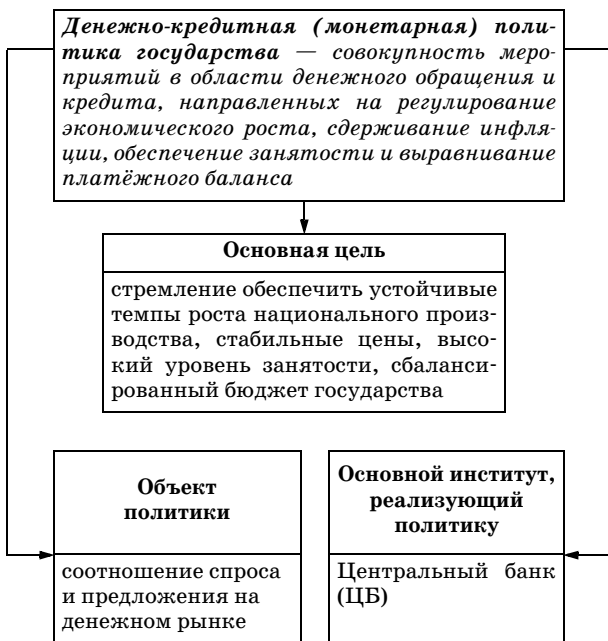 Денежно-кредитная (монетарная) поли-
тика государства — совокупность меро-
приятий в области денежного обращения и
кредита, направленных на регулирование
экономического роста, сдерживание инфля-
ции, обеспечение занятости и выравнивание
платёжного баланса
Основная цель
стремление обеспечить устойчивые
темпы роста национального произ-
водства, стабильные цены, высо-
кий уровень занятости, сбаланси-
рованный бюджет государства
Объект
политики
соотношение спроса
и предложения на
денежном рынке
Основной институт,
реализующий
политику
Центральный банк
(ЦБ)